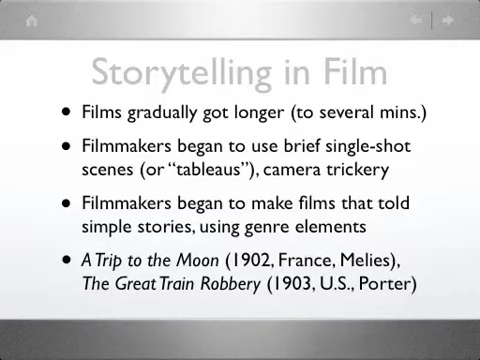 Storytelling in Film
• Films gradually got longer (to several mins.)
• Filmmakers began to use brief single-shot
scenes (or “tableaus”), camera trickery
• Filmmakers began to make films that told
simple stories, using genre elements
• A Trip to the Moon (1902, France, Melies),
The Great Train Robbery (1903, U.S., Porter)